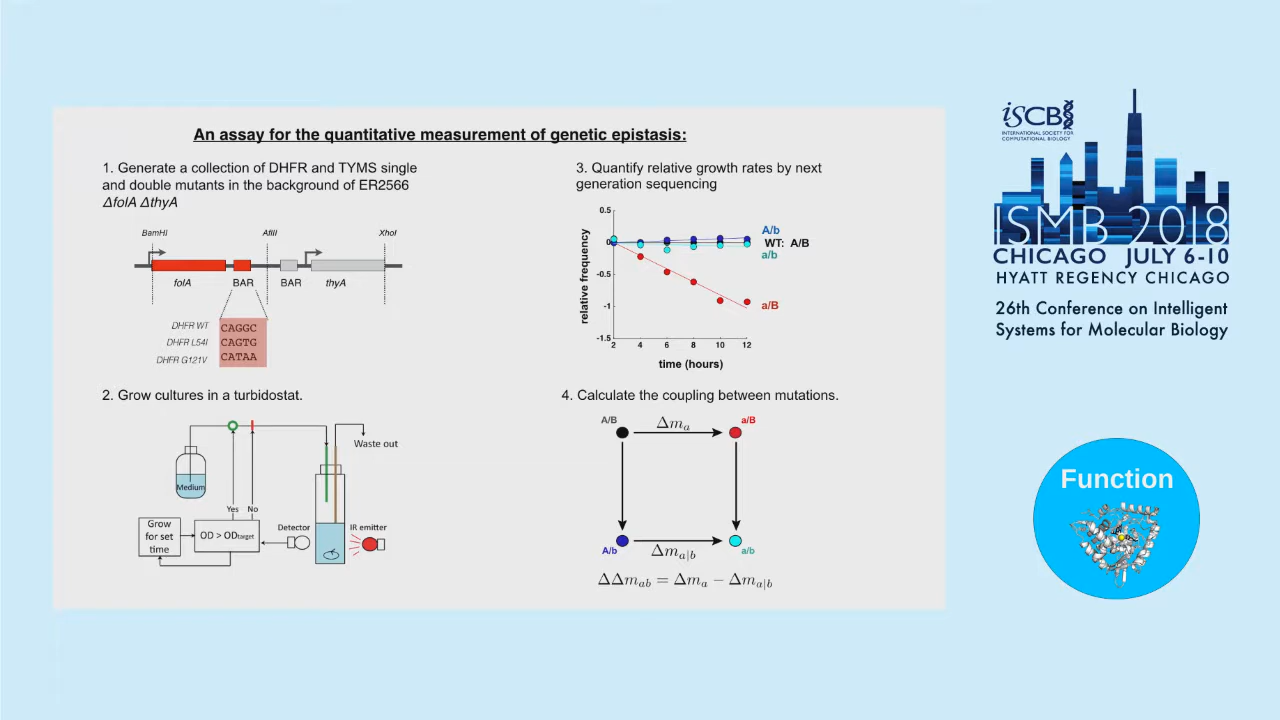 An assay for the quantitative measurement of genetic epistasis:
1. Generate a collection of DHFR and TYMS single
and double mutants in the background of ER2566
ΔfolA ΔthyA
BamHI
AflII
XhoI
folA
BAR
BAR
thyA
DHFR WT
CAGGC
DHFR L54I
CAGTG
DHFR G121V
CATAA
2. Grow cultures in a turbidostat.
Waste out
Medium
Yes
No
Grow
for set
time
OD > ODtarget
Detector
IR emitter
3. Quantify relative growth rates by next
generation sequencing
relative frequency
0.5
0
-0.5
-1
-1.5
2
4
6
8
10
12
time (hours)
A/b
WT: A/B
a/b
a/B
4. Calculate the coupling between mutations.
A/B
Δmₐ
a/B
A/b
Δm_{a|b}
a/b
ΔΔm_{ab} = Δm_a − Δm_{a|b}
iSCB
INTERNATIONAL SOCIETY FOR
COMPUTATIONAL BIOLOGY
ISMB 2018
CHICAGO JULY 6-10
HYATT REGENCY CHICAGO
26th Conference on Intelligent
Systems for Molecular Biology
Function